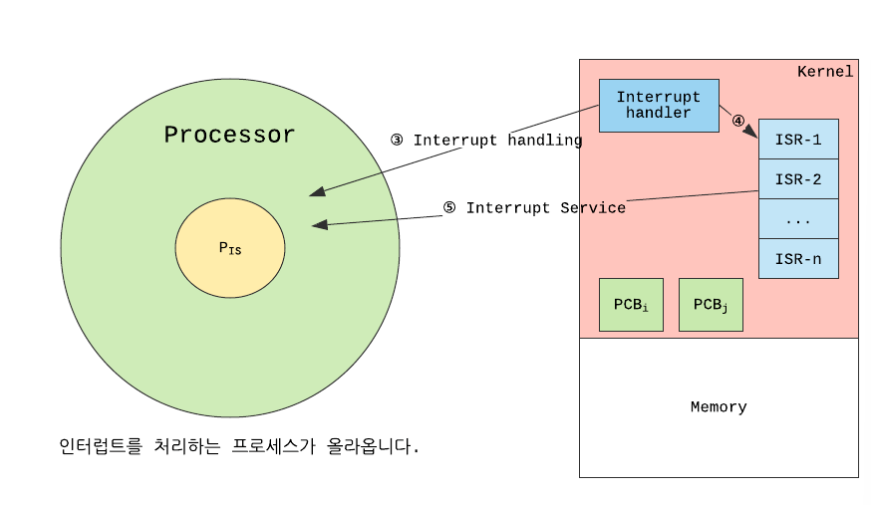 Kernel
Interrupt
handler
Processor
③ Interrupt handling
④
ISR-1
ISR-2
⑤ Interrupt Service
...
ISR-n
P_IS
PCB_i
PCB_j
Memory
인터럽트를 처리하는 프로세스가 올라옵니다.